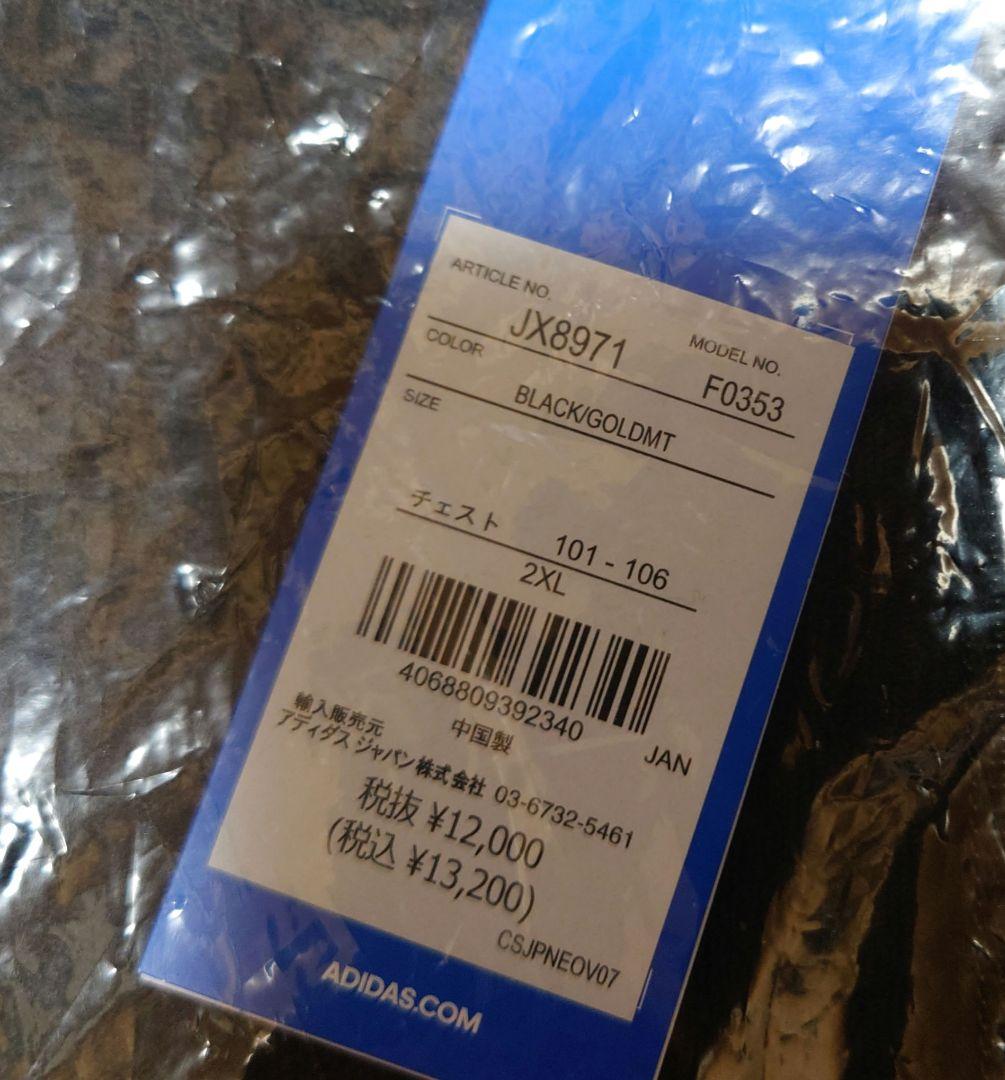 ARTICLE NO.
JX8971
MODEL NO.
F0353
COLOR
BLACK/GOLDMT
SIZE
チェスト
101 - 106
2XL
4068809392340
JAN
中国製
輸入販売元
アディダス ジャパン株式会社 03-6732-5461
税抜 ¥12,000
(税込 ¥13,200)
CSJPNEOV07
ADIDAS.COM